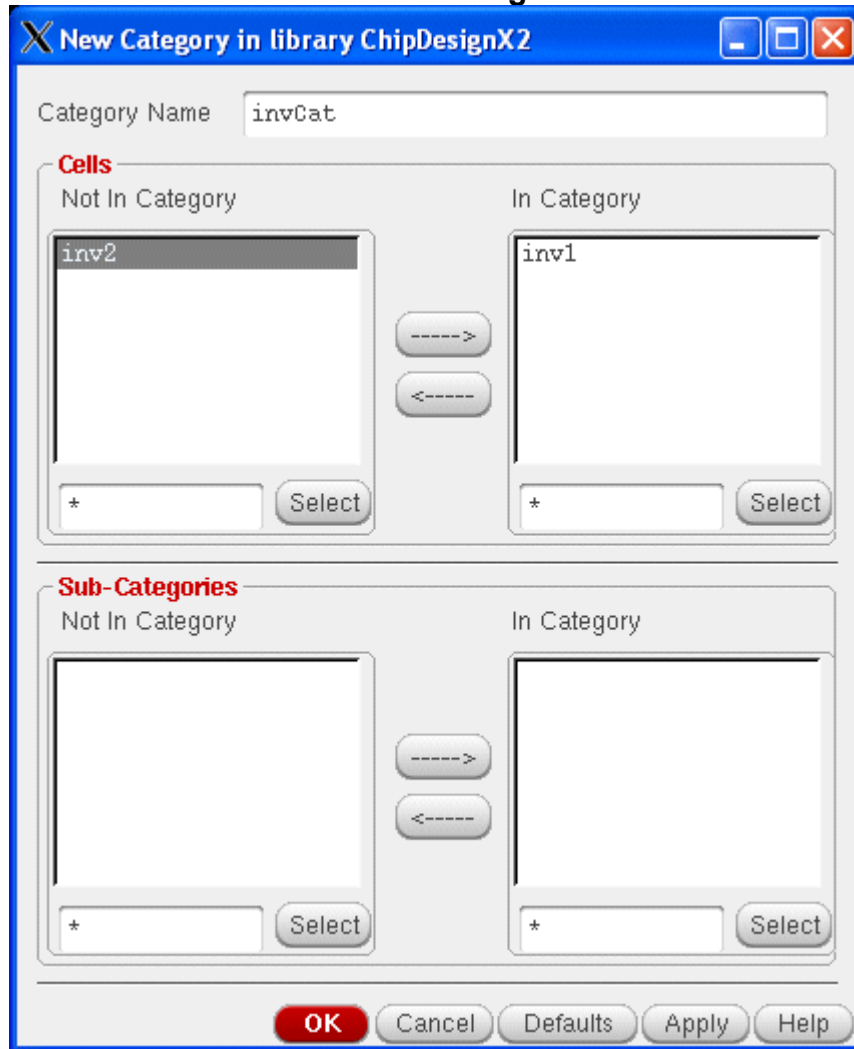 New Category in library ChipDesignX2
Category Name invCat
Cells
Not In Category In Category
inv2 inv1
----->
<-----
* Select * Select
Sub-Categories
Not In Category In Category
----->
<-----
* Select * Select
OK Cancel Defaults Apply Help